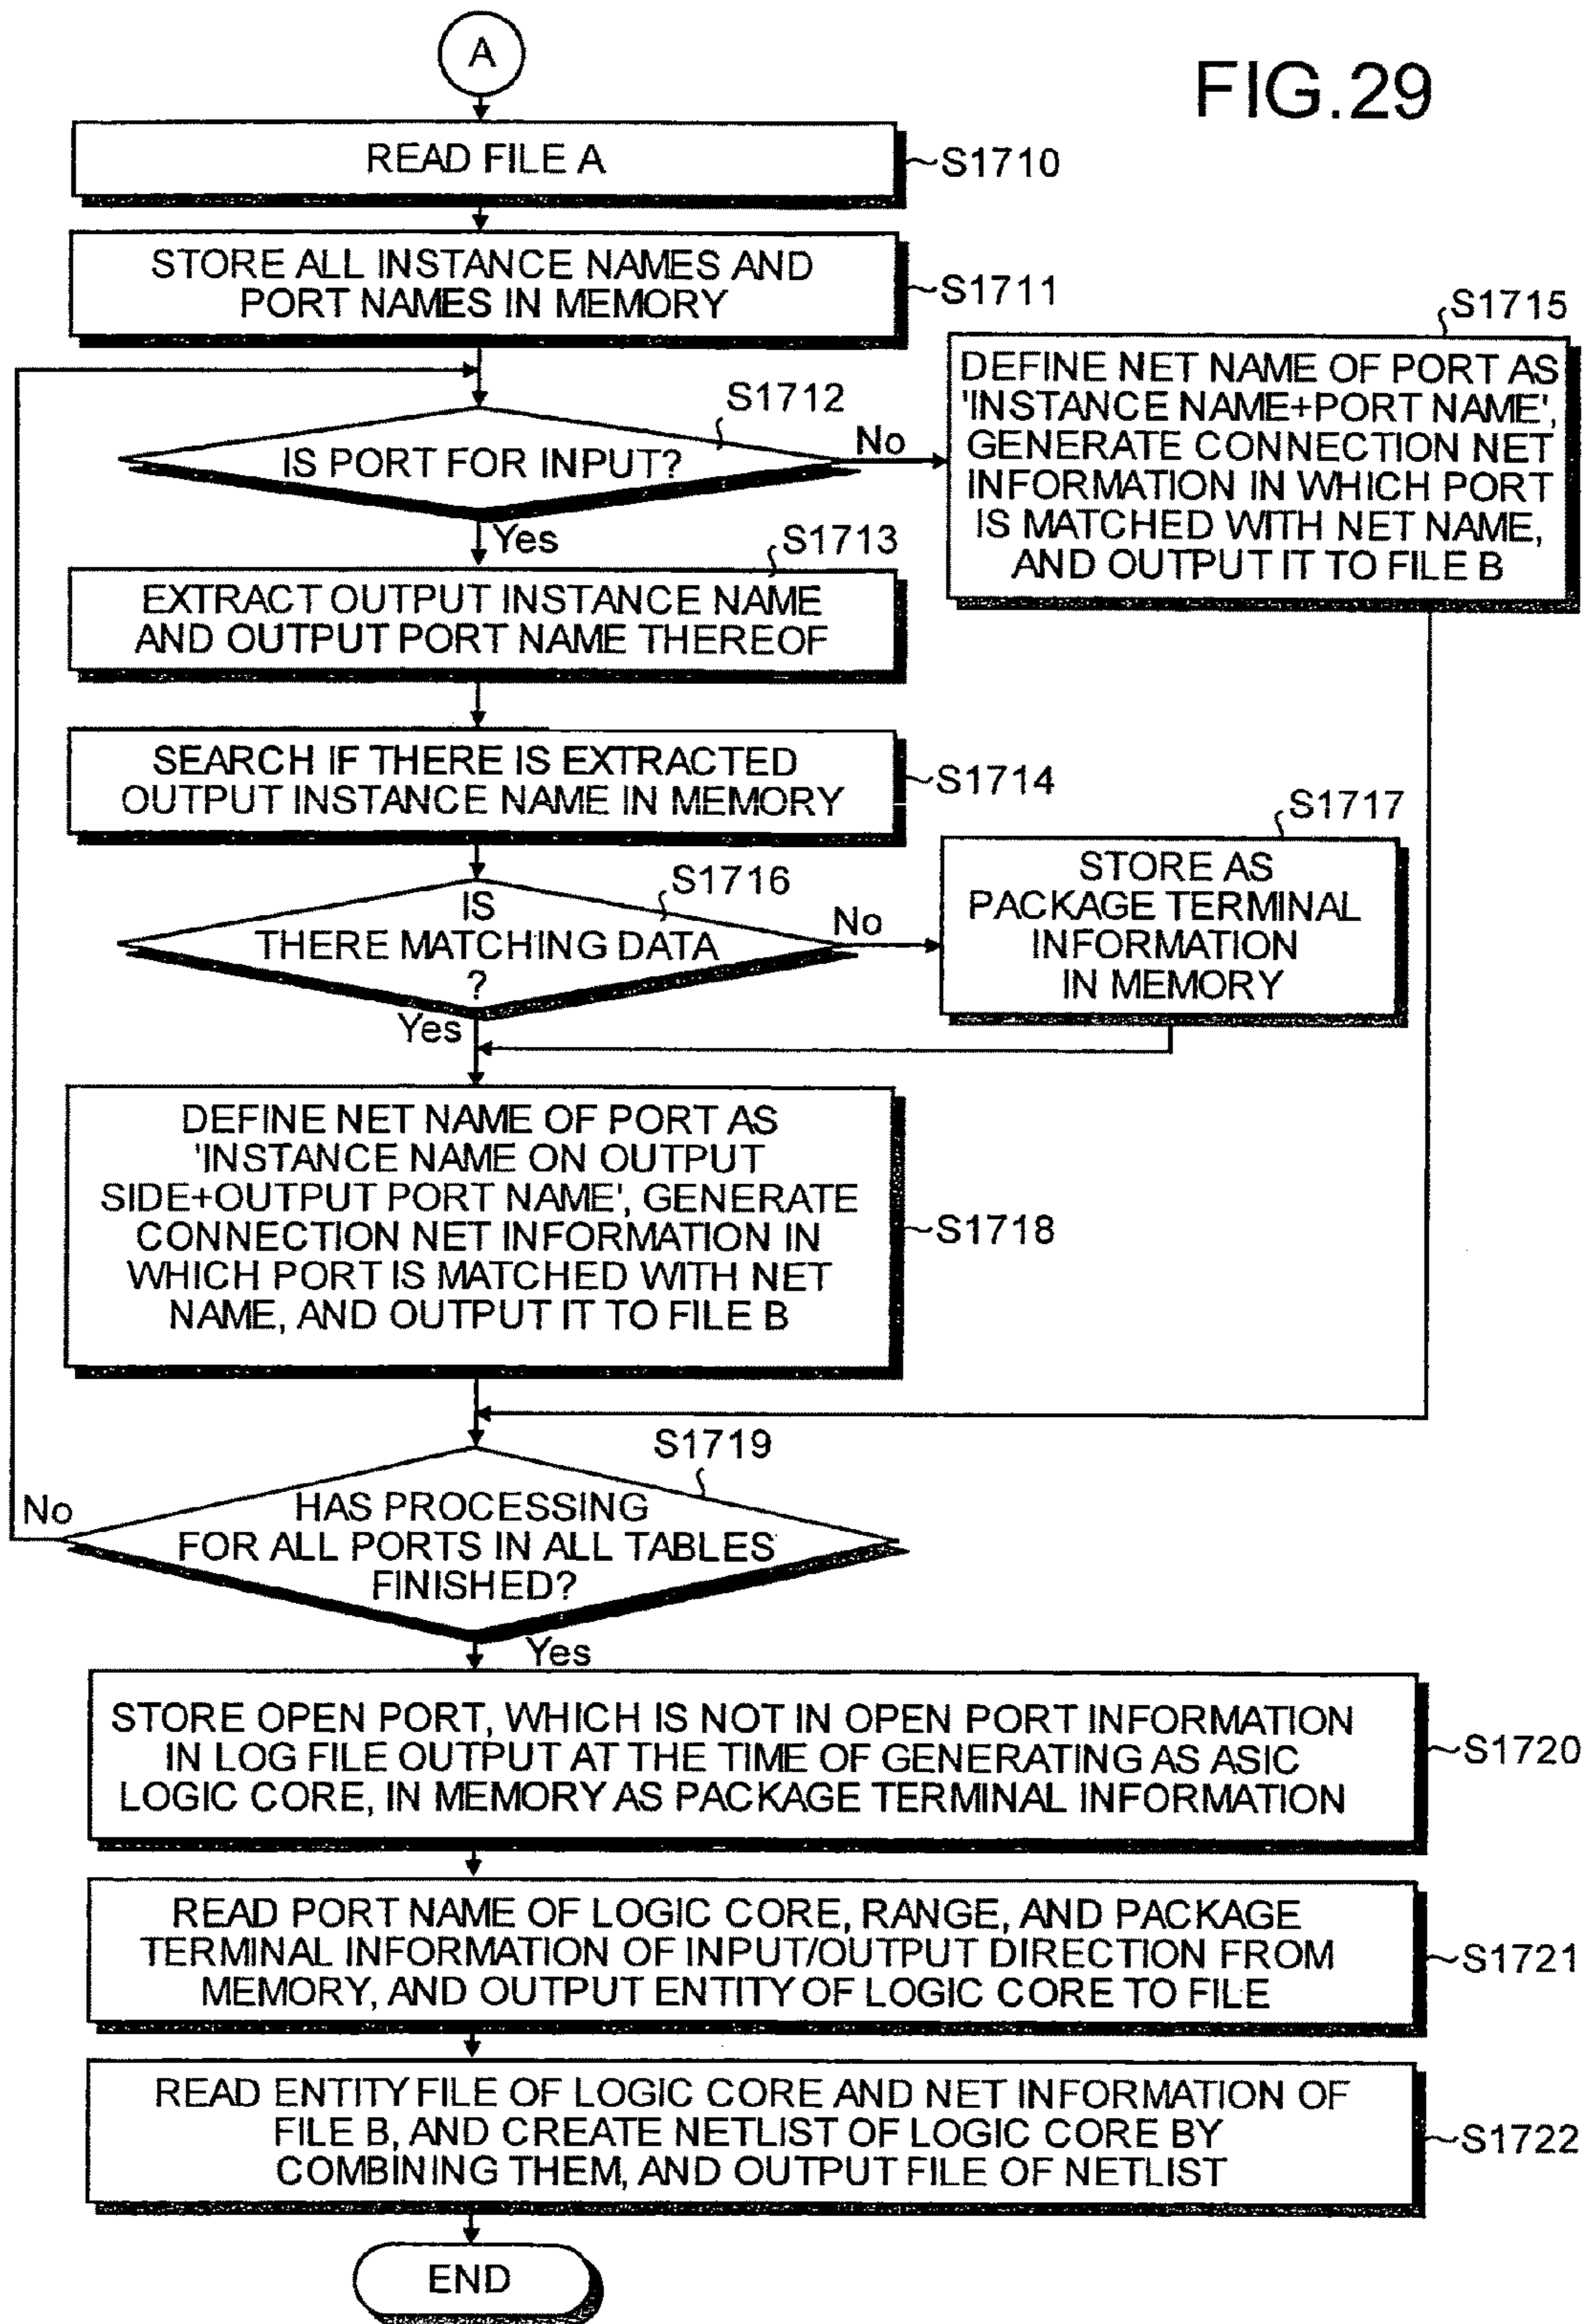 A
FIG.29
READ FILE A
S1710
STORE ALL INSTANCE NAMES AND
PORT NAMES IN MEMORY
S1711
S1712
IS PORT FOR INPUT?
No
Yes
S1715
DEFINE NET NAME OF PORT AS
'INSTANCE NAME+PORT NAME',
GENERATE CONNECTION NET
INFORMATION IN WHICH PORT
IS MATCHED WITH NET NAME,
AND OUTPUT IT TO FILE B
S1713
EXTRACT OUTPUT INSTANCE NAME
AND OUTPUT PORT NAME THEREOF
SEARCH IF THERE IS EXTRACTED
OUTPUT INSTANCE NAME IN MEMORY
S1714
S1716
IS
THERE MATCHING DATA
?
No
Yes
S1717
STORE AS
PACKAGE TERMINAL
INFORMATION
IN MEMORY
DEFINE NET NAME OF PORT AS
'INSTANCE NAME ON OUTPUT
SIDE+OUTPUT PORT NAME', GENERATE
CONNECTION NET INFORMATION IN
WHICH PORT IS MATCHED WITH NET
NAME, AND OUTPUT IT TO FILE B
S1718
S1719
No
HAS PROCESSING
FOR ALL PORTS IN ALL TABLES
FINISHED?
Yes
STORE OPEN PORT, WHICH IS NOT IN OPEN PORT INFORMATION
IN LOG FILE OUTPUT AT THE TIME OF GENERATING AS ASIC
LOGIC CORE, IN MEMORY AS PACKAGE TERMINAL INFORMATION
S1720
READ PORT NAME OF LOGIC CORE, RANGE, AND PACKAGE
TERMINAL INFORMATION OF INPUT/OUTPUT DIRECTION FROM
MEMORY, AND OUTPUT ENTITY OF LOGIC CORE TO FILE
S1721
READ ENTITY FILE OF LOGIC CORE AND NET INFORMATION OF
FILE B, AND CREATE NETLIST OF LOGIC CORE BY
COMBINING THEM, AND OUTPUT FILE OF NETLIST
S1722
END